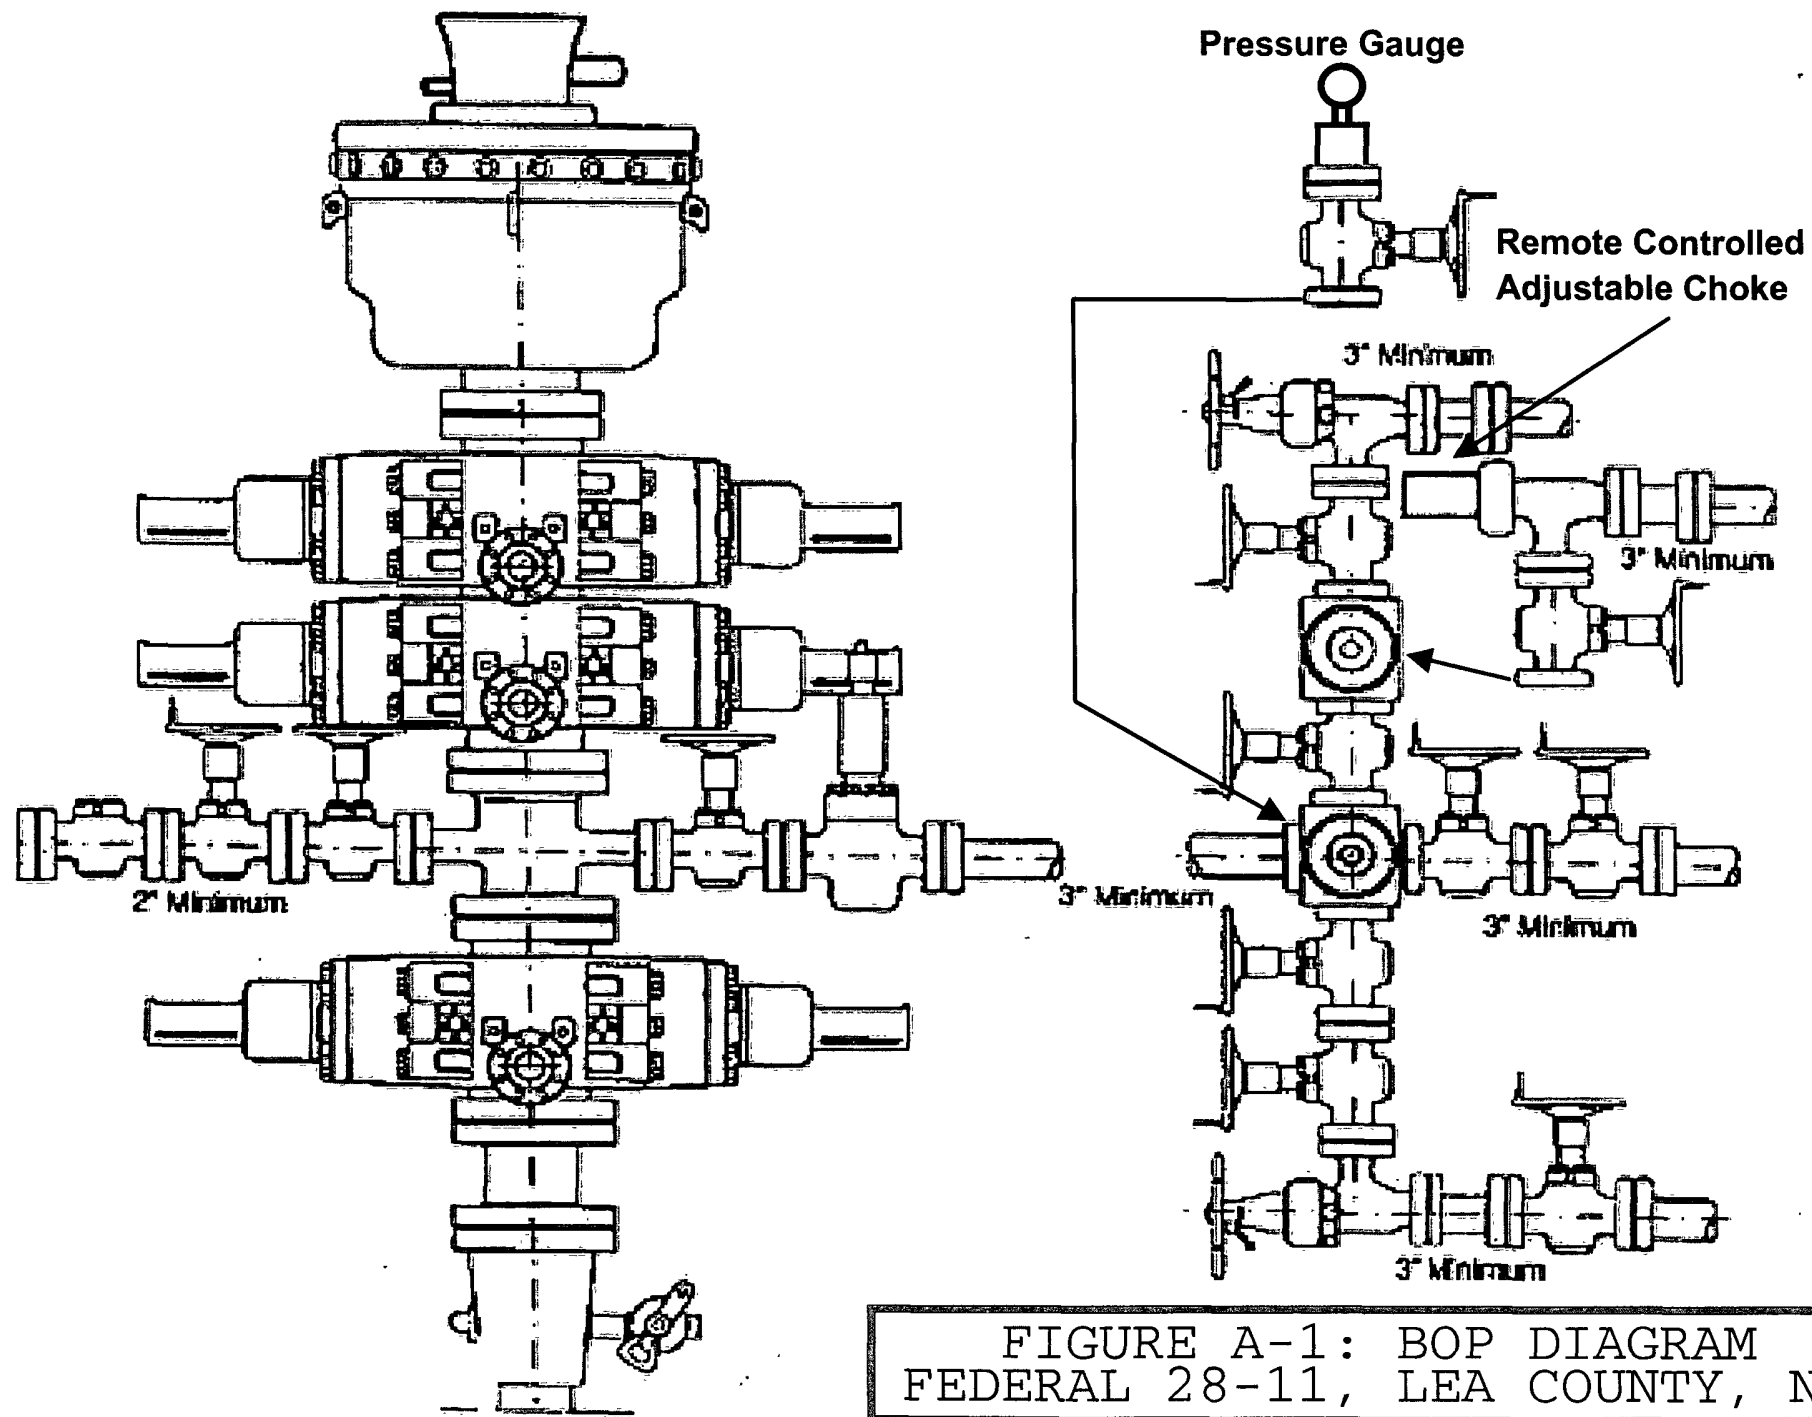 Pressure Gauge
Remote Controlled
Adjustable Choke
3" Minimum
3" Minimum
2" Minimum
3" Minimum
3" Minimum
3" Minimum
FIGURE A-1: BOP DIAGRAM
FEDERAL 28-11, LEA COUNTY, N